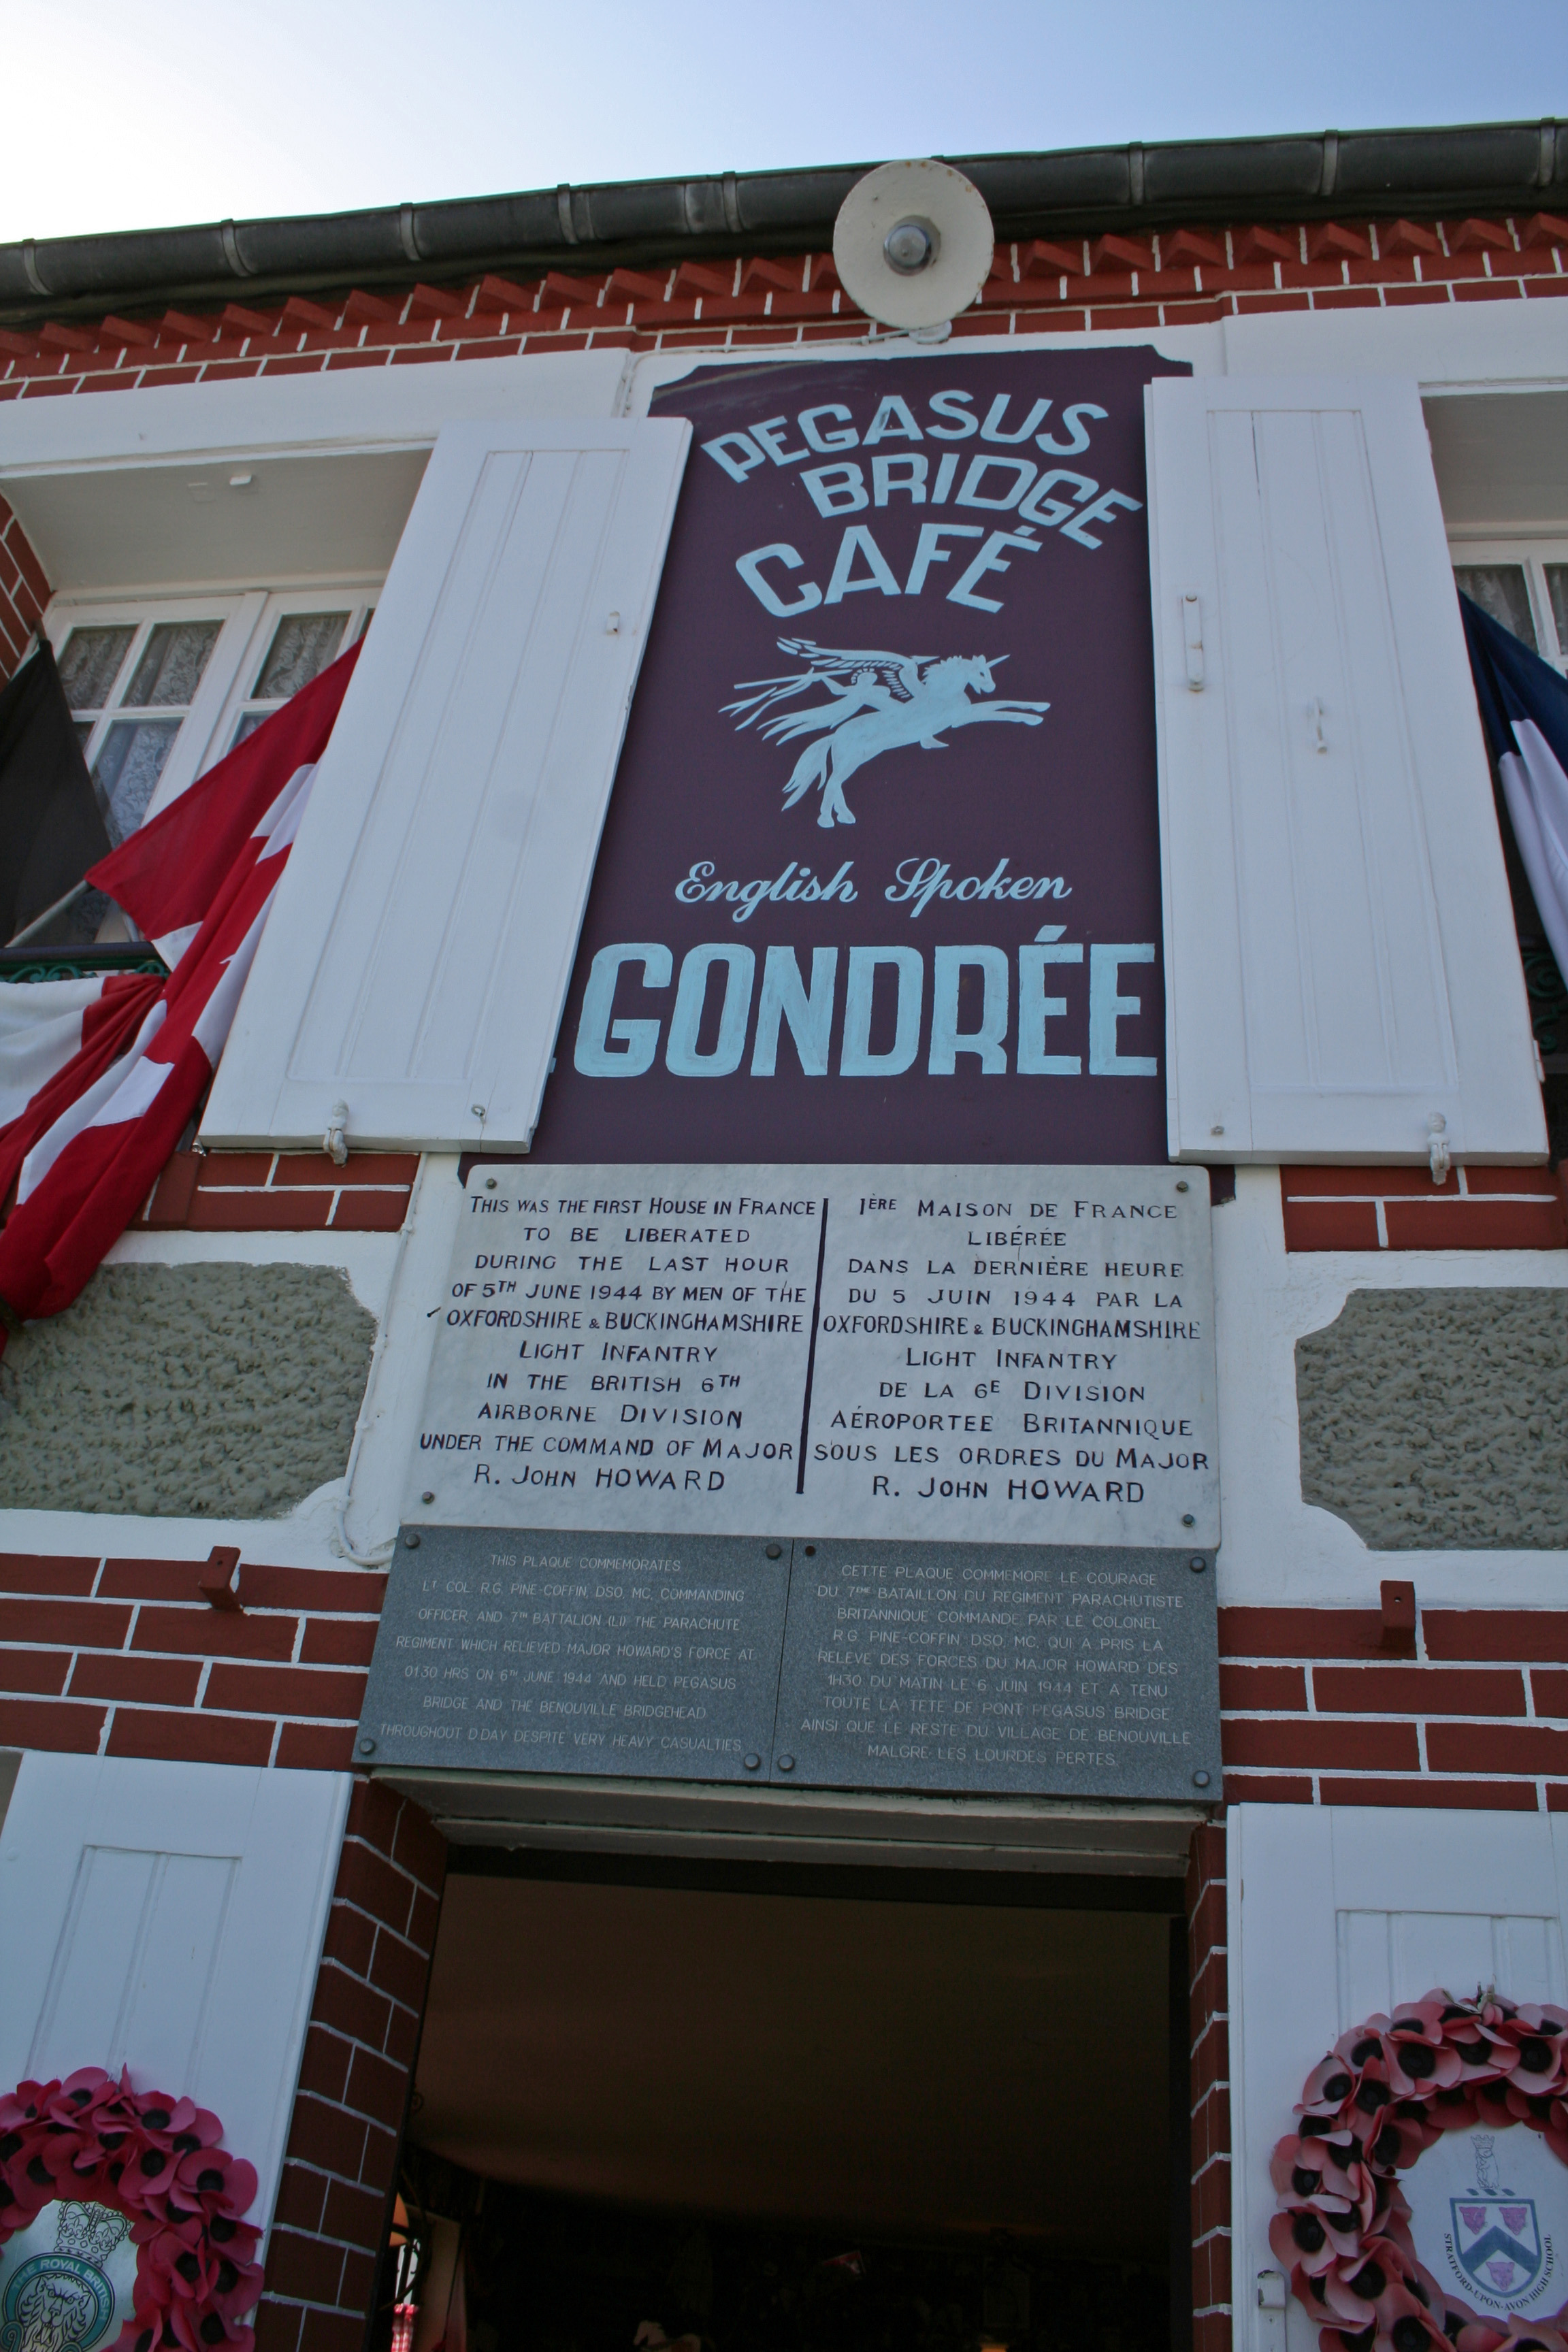 PEGASUS
BRIDGE
CAFÉ
English Spoken
GONDRÉE
THIS WAS THE FIRST HOUSE IN FRANCE
TO BE LIBERATED
DURING THE LAST HOUR
OF 5TH JUNE 1944 BY MEN OF THE
OXFORDSHIRE & BUCKINGHAMSHIRE
LIGHT INFANTRY
IN THE BRITISH 6TH
AIRBORNE DIVISION
UNDER THE COMMAND OF MAJOR
R. JOHN HOWARD
1ÈRE MAISON DE FRANCE
LIBÉRÉE
DANS LA DERNIÈRE HEURE
DU 5 JUIN 1944 PAR LA
OXFORDSHIRE & BUCKINGHAMSHIRE
LIGHT INFANTRY
DE LA 6E DIVISION
AÉROPORTEE BRITANNIQUE
SOUS LES ORDRES DU MAJOR
R. JOHN HOWARD
THIS PLAQUE COMMEMORATES
LT COL. R.G. PINE-COFFIN, DSO, MC, COMMANDING
OFFICER, AND 7TH BATTALION (LI) THE PARACHUTE
REGIMENT WHICH RELIEVED MAJOR HOWARD'S FORCE AT
0130 HRS ON 6TH JUNE 1944 AND HELD PEGASUS
BRIDGE AND THE BENOUVILLE BRIDGEHEAD
THROUGHOUT D.DAY DESPITE VERY HEAVY CASUALTIES
CETTE PLAQUE COMMEMORE LE COURAGE
DU 7ME BATAILLON DU REGIMENT PARACHUTISTE
BRITANNIQUE COMMANDE PAR LE COLONEL
R.G. PINE-COFFIN, DSO, MC, QUI A PRIS LA
RELEVE DES FORCES DU MAJOR HOWARD DES
1H30 DU MATIN LE 6 JUIN 1944 ET A TENU
TOUTE LA TETE DE PONT PEGASUS BRIDGE
AINSI QUE LE RESTE DU VILLAGE DE BENOUVILLE
MALGRE LES LOURDES PERTES.
THE ROYAL BRITISH
STRATFORD-UPON-AVON HIGH SCHOOL